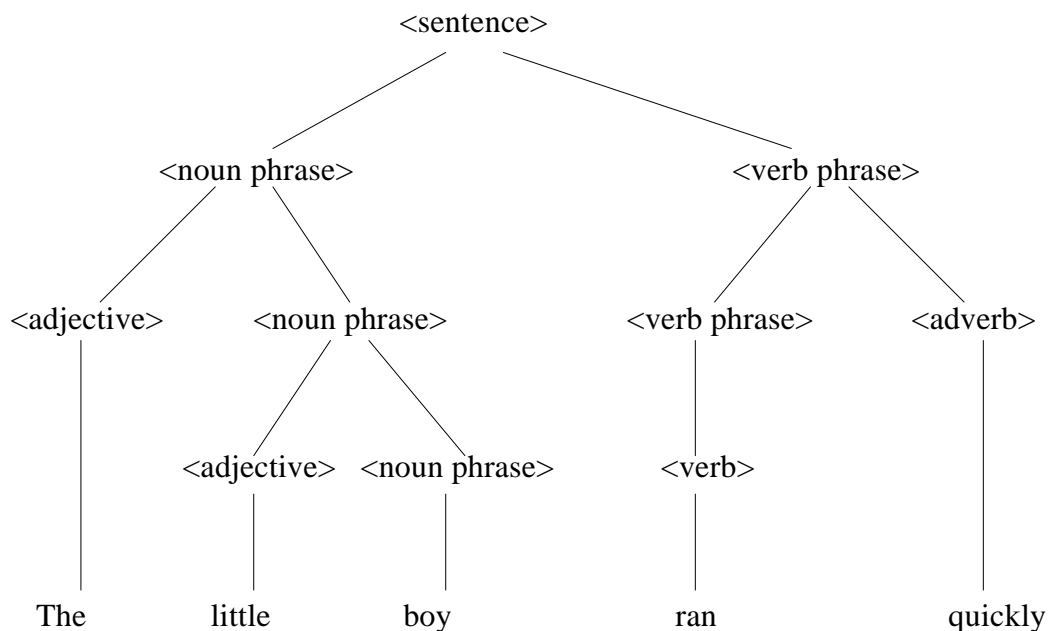 <sentence>
<noun phrase> <verb phrase>
<adjective> <noun phrase> <verb phrase> <adverb>
<adjective> <noun phrase> <verb>
The little boy ran quickly